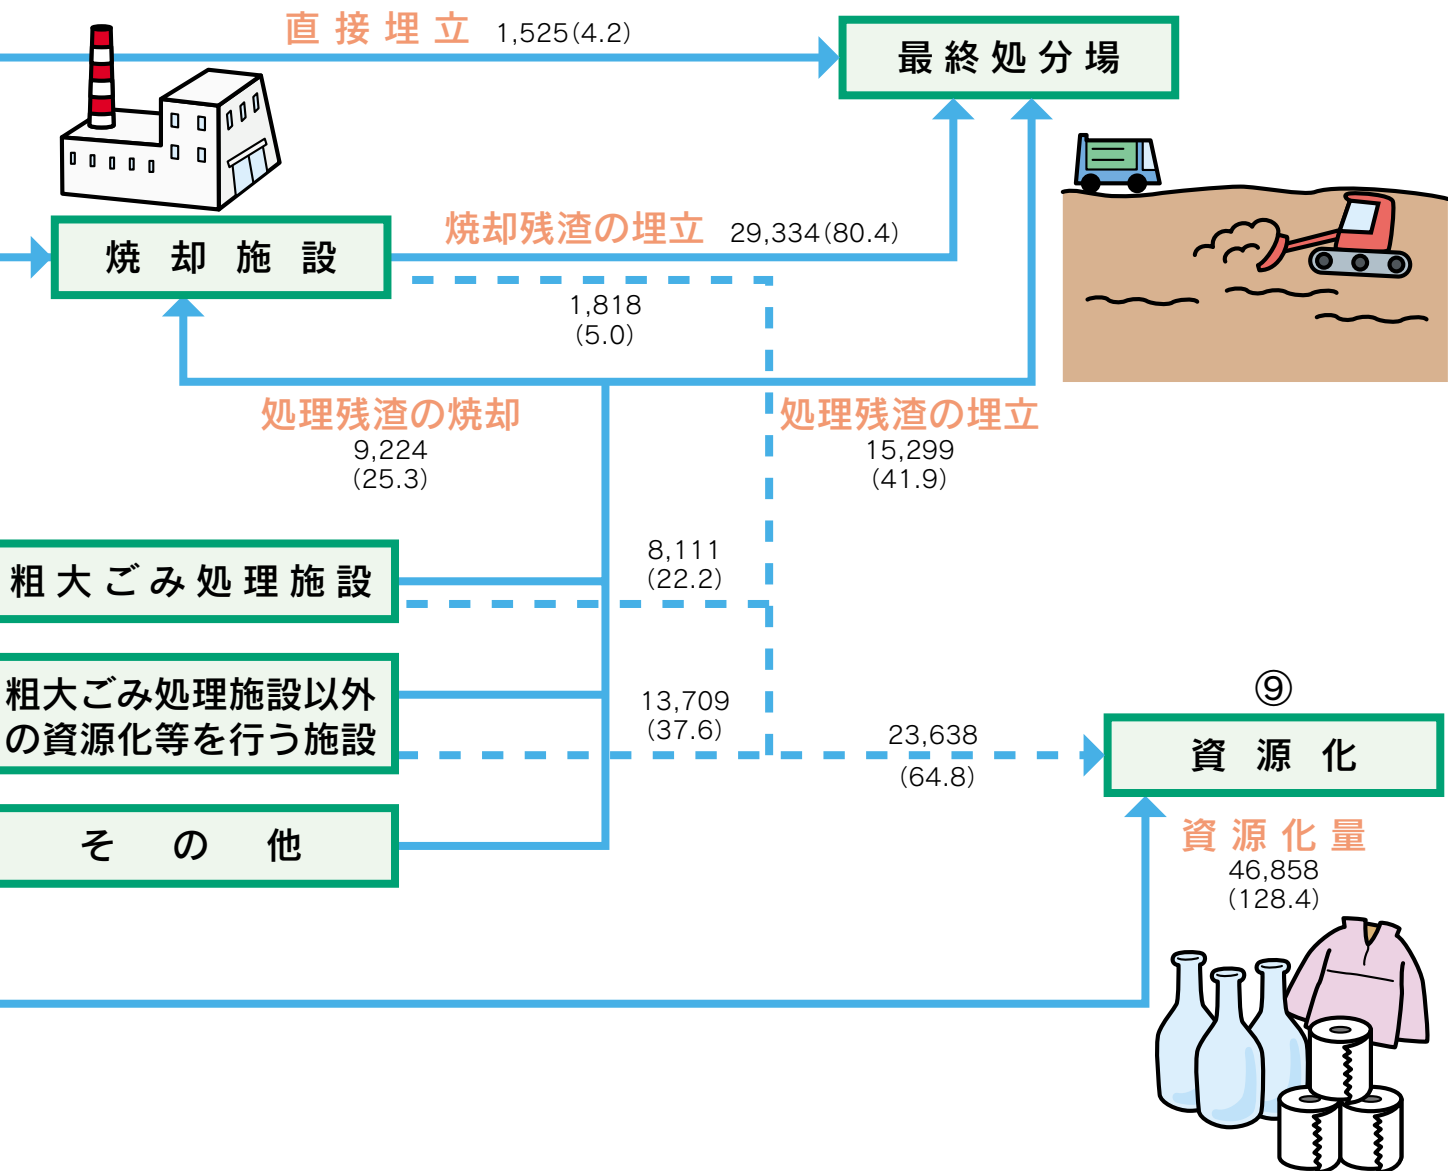 直接埋立 1,525(4.2)
最終処分場
焼却施設
焼却残渣の埋立 29,334(80.4)
1,818
(5.0)
処理残渣の焼却
9,224
(25.3)
処理残渣の埋立
15,299
(41.9)
粗大ごみ処理施設
8,111
(22.2)
粗大ごみ処理施設以外
の資源化等を行う施設
13,709
(37.6)
23,638
(64.8)
⑨
資源化
その他
資源化量
46,858
(128.4)